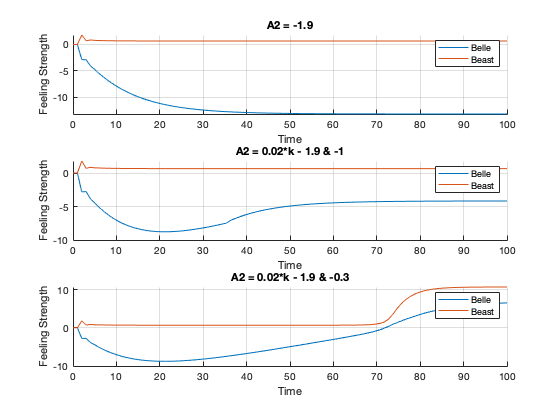 A2 = -1.9
Feeling Strength
0
-5
-10
Belle
Beast
0 10 20 30 40 50 60 70 80 90 100
Time
A2 = 0.02*k - 1.9 & -1
Feeling Strength
0
-5
-10
Belle
Beast
0 10 20 30 40 50 60 70 80 90 100
Time
A2 = 0.02*k - 1.9 & -0.3
Feeling Strength
10
0
-10
Belle
Beast
0 10 20 30 40 50 60 70 80 90 100
Time